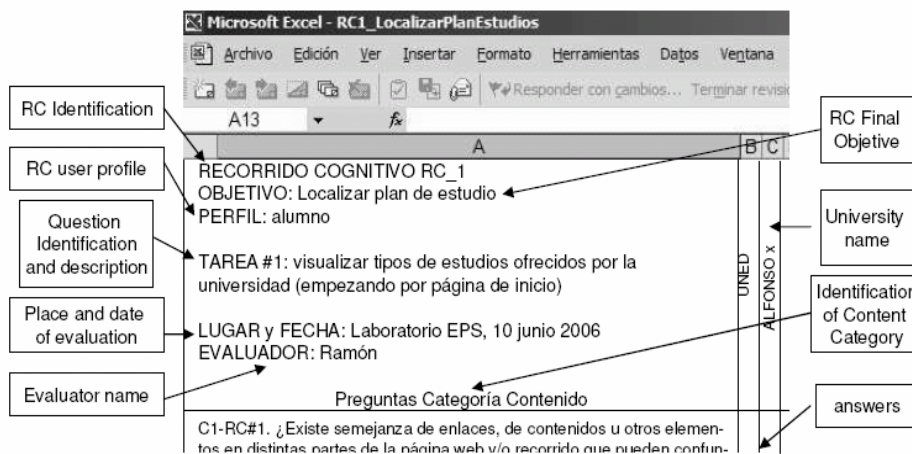 Microsoft Excel - RC1_LocalizarPlanEstudios
Archivo Edición Ver Insertar Formato Herramientas Datos Ventana
Responder con cambios... Terminar revisi
A13 fx
A B C
RC Identification
RC user profile
Question
Identification
and description
Place and date
of evaluation
Evaluator name
RECORRIDO COGNITIVO RC_1
OBJETIVO: Localizar plan de estudio
PERFIL: alumno
TAREA #1: visualizar tipos de estudios ofrecidos por la
universidad (empezando por página de inicio)
LUGAR y FECHA: Laboratorio EPS, 10 junio 2006
EVALUADOR: Ramón
Preguntas Categoría Contenido
C1-RC#1. ¿Existe semejanza de enlaces, de contenidos u otros elemen-
tos en distintas partes de la página web y/o recorrido que pueden confun-
UNED
ALFONSO x
RC Final
Objetive
University
name
Identification
of Content
Category
answers